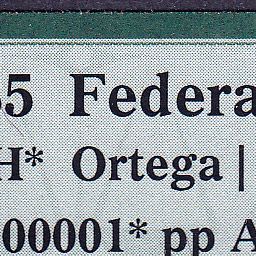 5 Federa
H* Ortega |
00001* pp A